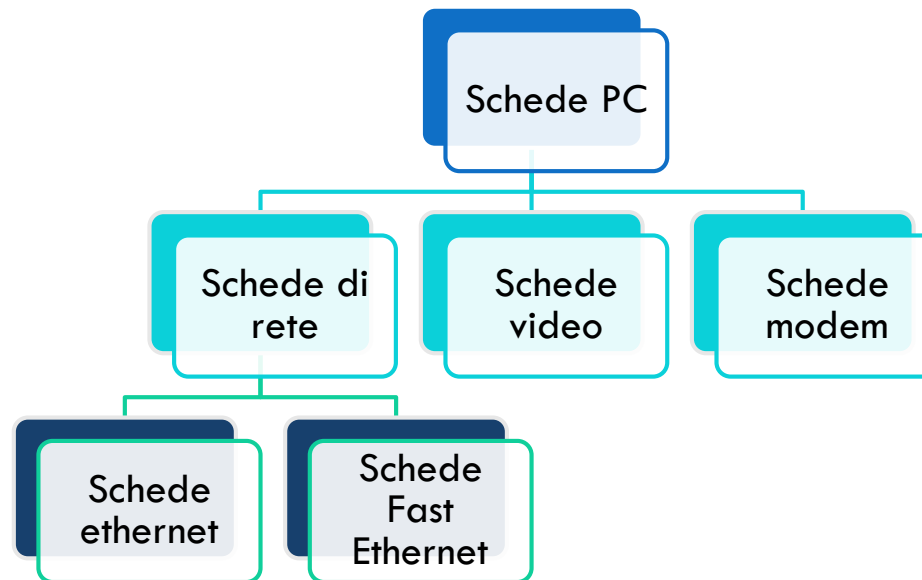 Schede PC
Schede di
rete
Schede
video
Schede
modem
Schede
ethernet
Schede
Fast
Ethernet